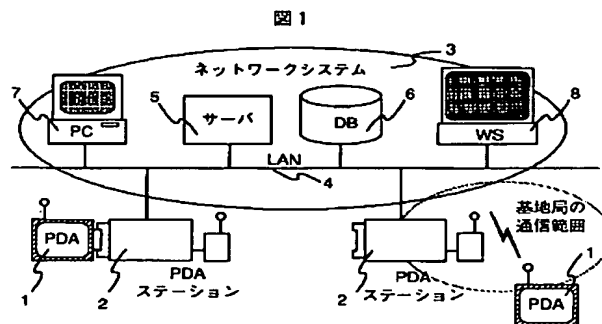 図1
3
ネットワークシステム
7
5
6
8
PC
サーバ
DB
WS
LAN
4
基地局の
通信範囲
PDA
1
2
PDA
ステーション
2
PDA
ステーション
1
PDA